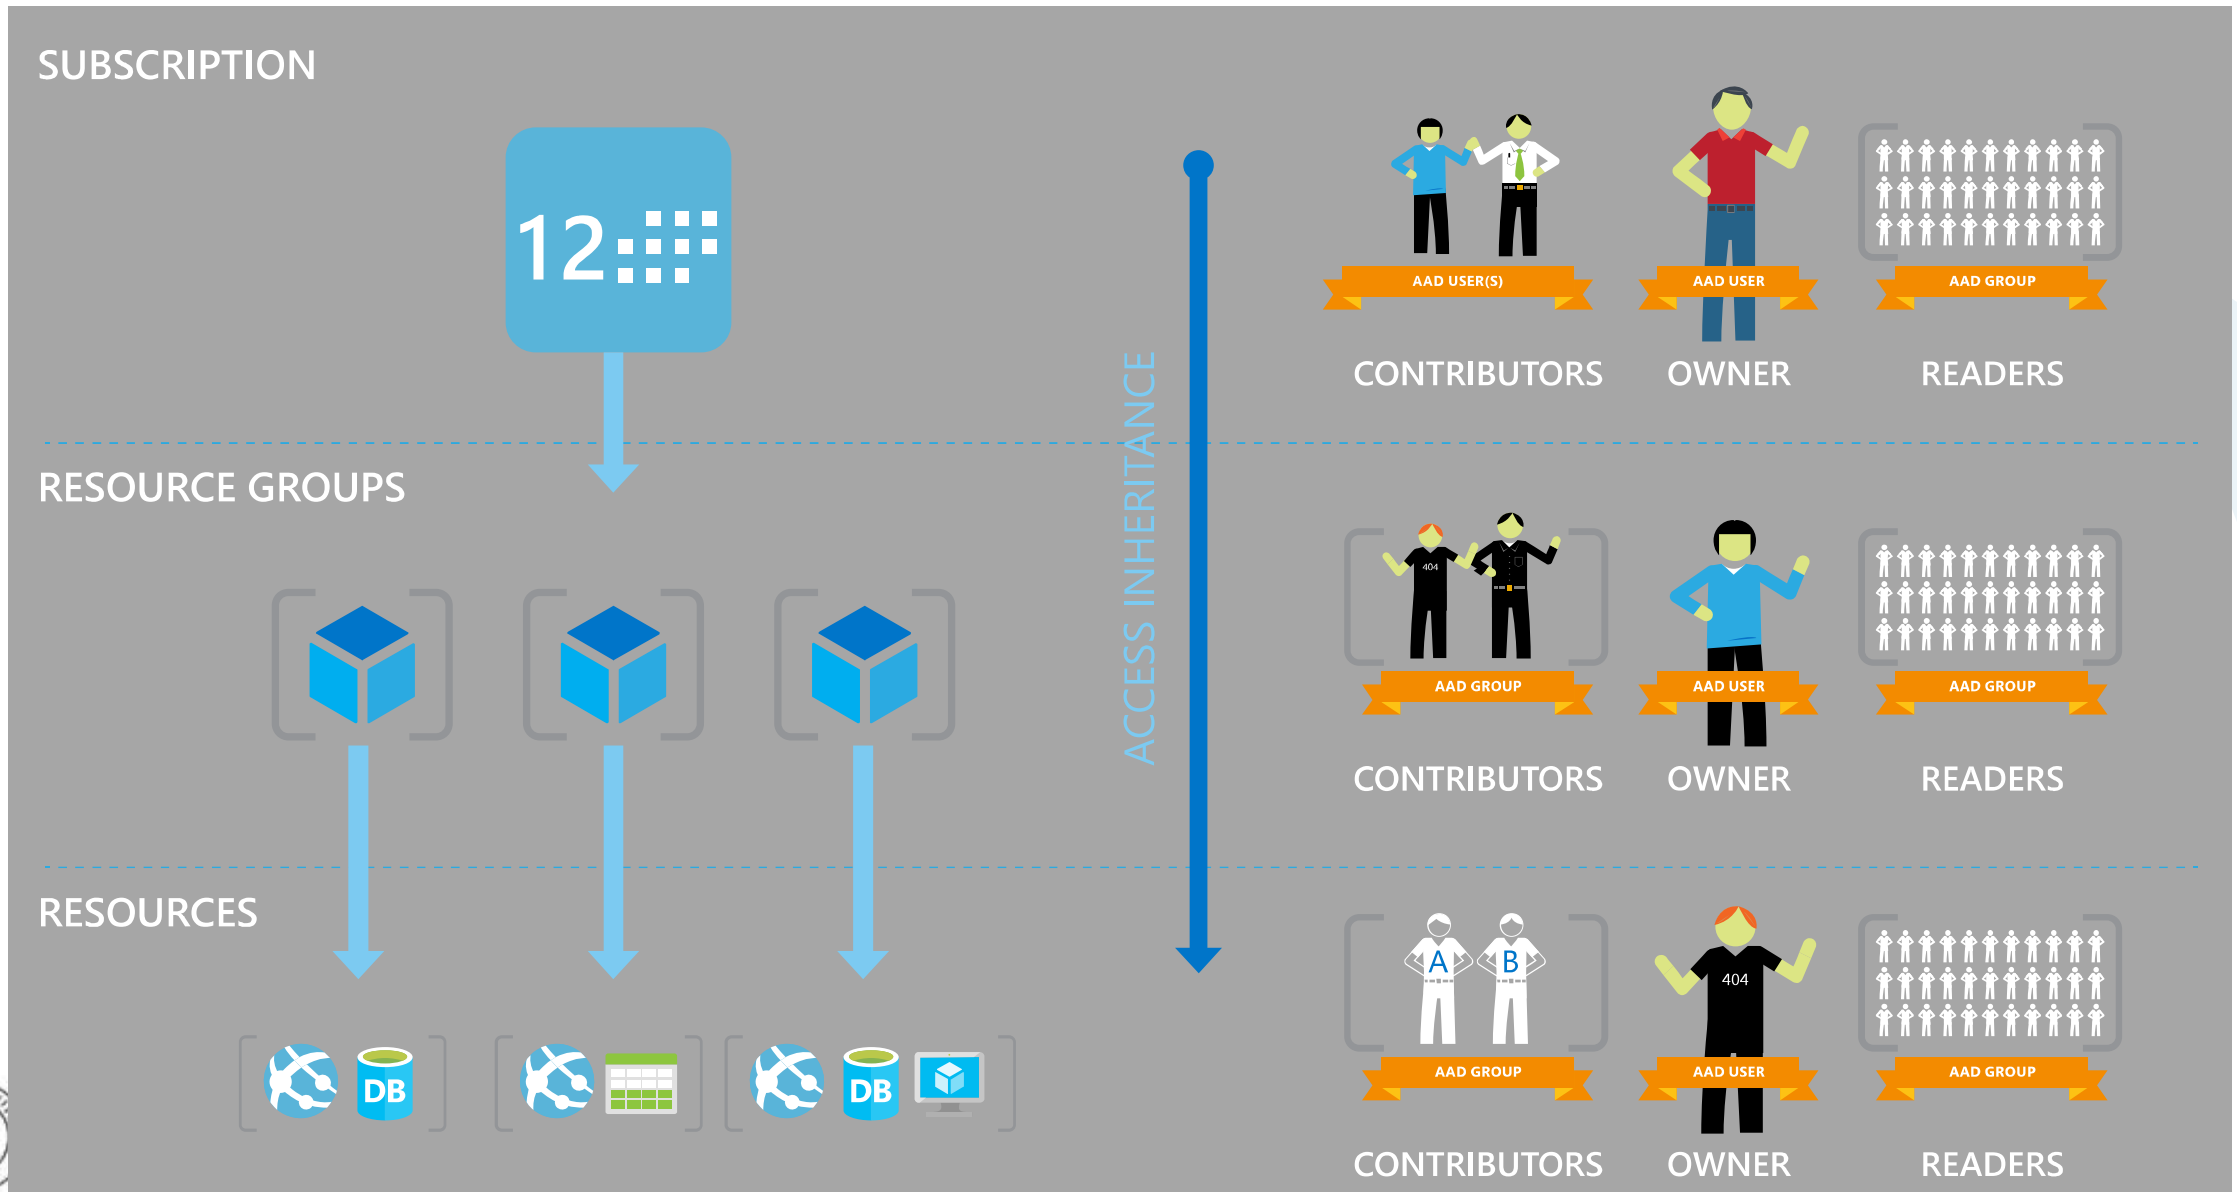 SUBSCRIPTION
12
ACCESS INHERITANCE
AAD USER(S)
AAD USER
AAD GROUP
CONTRIBUTORS
OWNER
READERS
RESOURCE GROUPS
404
AAD GROUP
AAD USER
AAD GROUP
CONTRIBUTORS
OWNER
READERS
RESOURCES
DB
DB
A
B
404
AAD GROUP
AAD USER
AAD GROUP
CONTRIBUTORS
OWNER
READERS